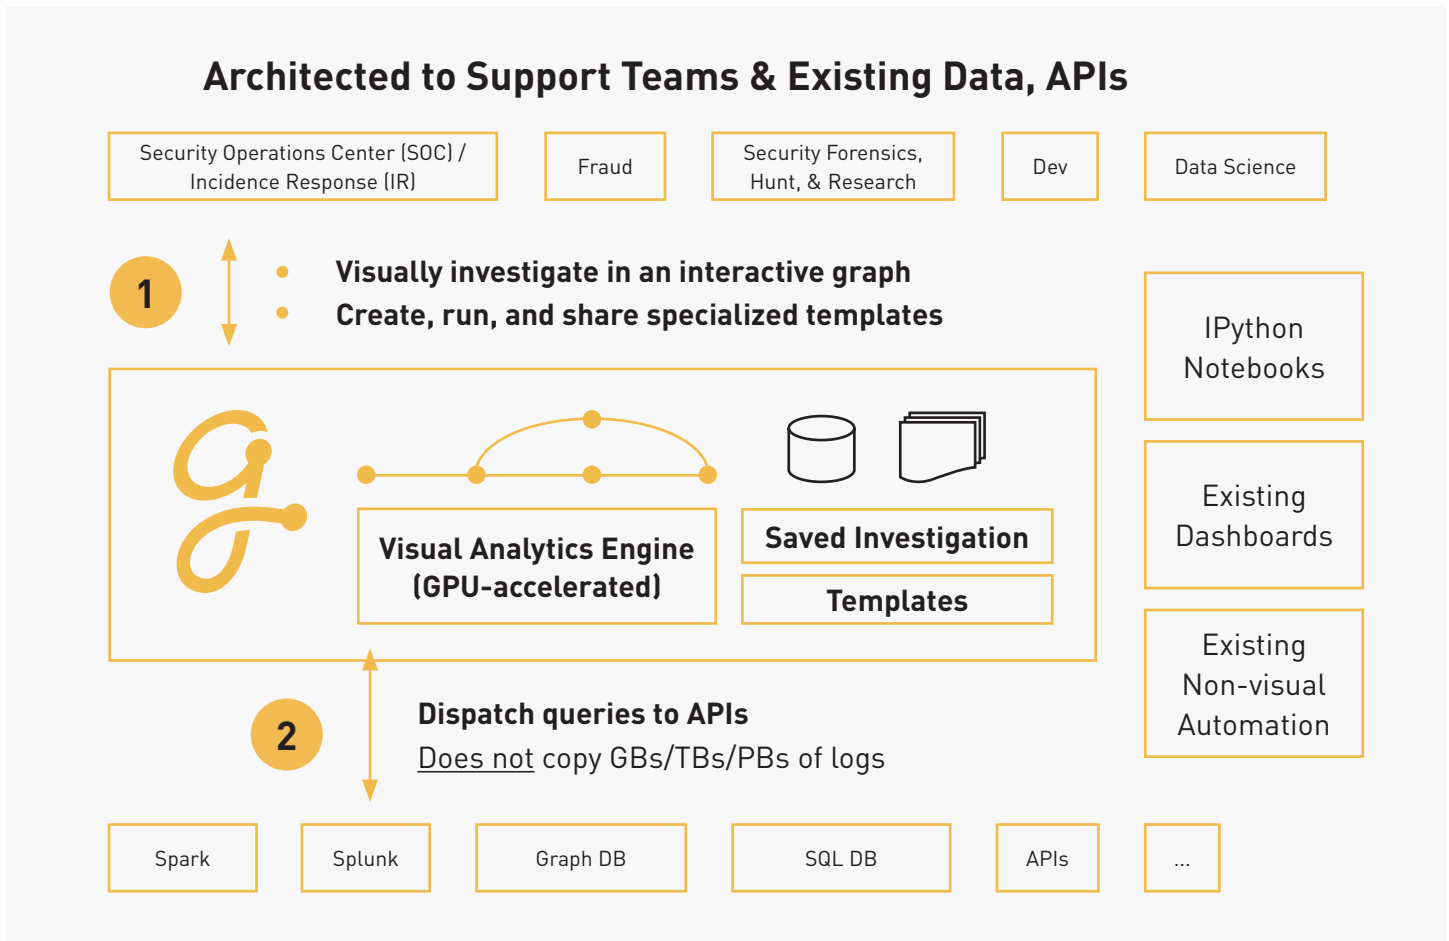 Architected to Support Teams & Existing Data, APIs
Security Operations Center (SOC) /
Incidence Response (IR)
Fraud
Security Forensics,
Hunt, & Research
Dev
Data Science
1
Visually investigate in an interactive graph
Create, run, and share specialized templates
IPython
Notebooks
Visual Analytics Engine
(GPU-accelerated)
Saved Investigation
Templates
Existing
Dashboards
Existing
Non-visual
Automation
2
Dispatch queries to APIs
Does not copy GBs/TBs/PBs of logs
Spark
Splunk
Graph DB
SQL DB
APIs
...